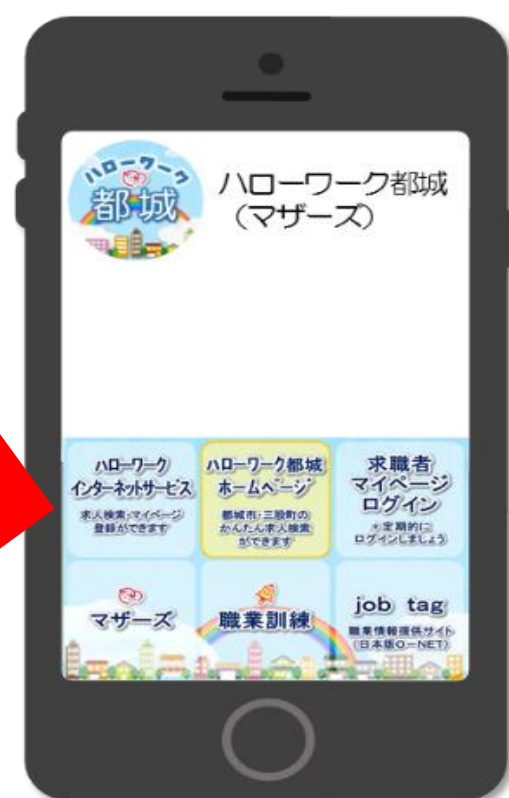 ハローワーク
都城
ハローワーク都城
(マザーズ)
ハローワーク
インターネットサービス
求人検索・マイページ
登録ができます
ハローワーク都城
ホームページ
都城市・三股町の
かんたん求人検索
ができます
求職者
マイページ
ログイン
*定期的に
ログインしましょう
マザーズ
職業訓練
job tag
職業情報提供サイト
(日本版O-NET)